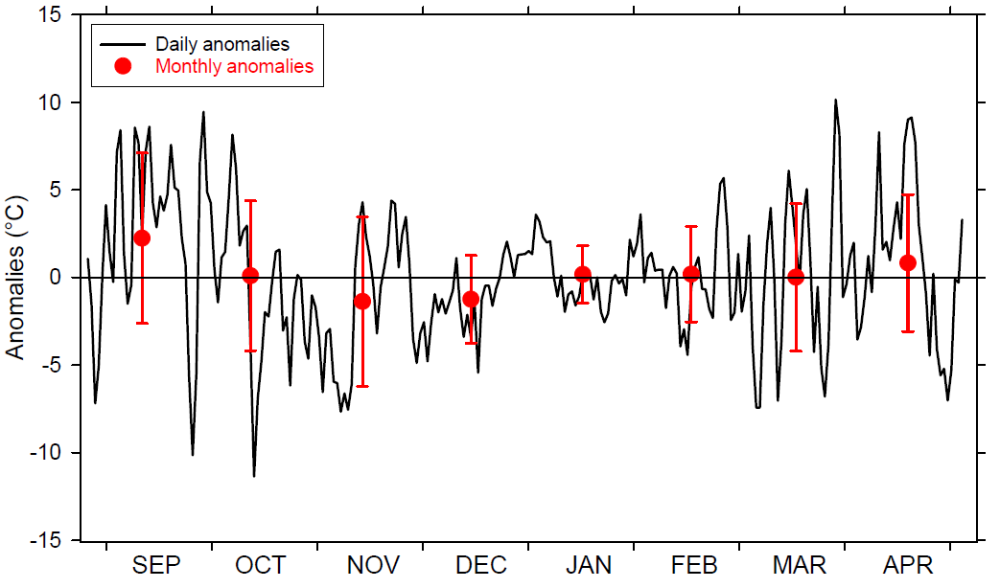 Daily anomalies
Monthly anomalies
Anomalies (°C)
15
10
5
0
-5
-10
-15
SEP OCT NOV DEC JAN FEB MAR APR